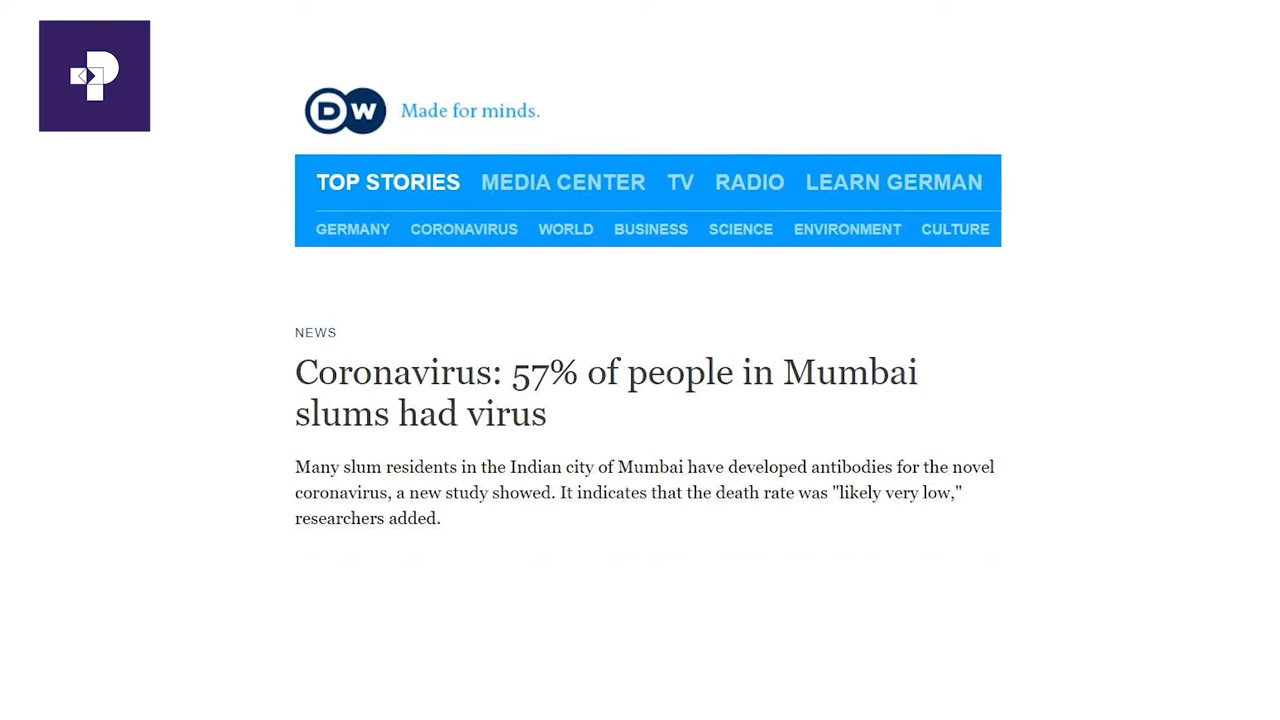 DW Made for minds.
TOP STORIES MEDIA CENTER TV RADIO LEARN GERMAN
GERMANY CORONAVIRUS WORLD BUSINESS SCIENCE ENVIRONMENT CULTURE
NEWS
Coronavirus: 57% of people in Mumbai
slums had virus
Many slum residents in the Indian city of Mumbai have developed antibodies for the novel
coronavirus, a new study showed. It indicates that the death rate was "likely very low,"
researchers added.